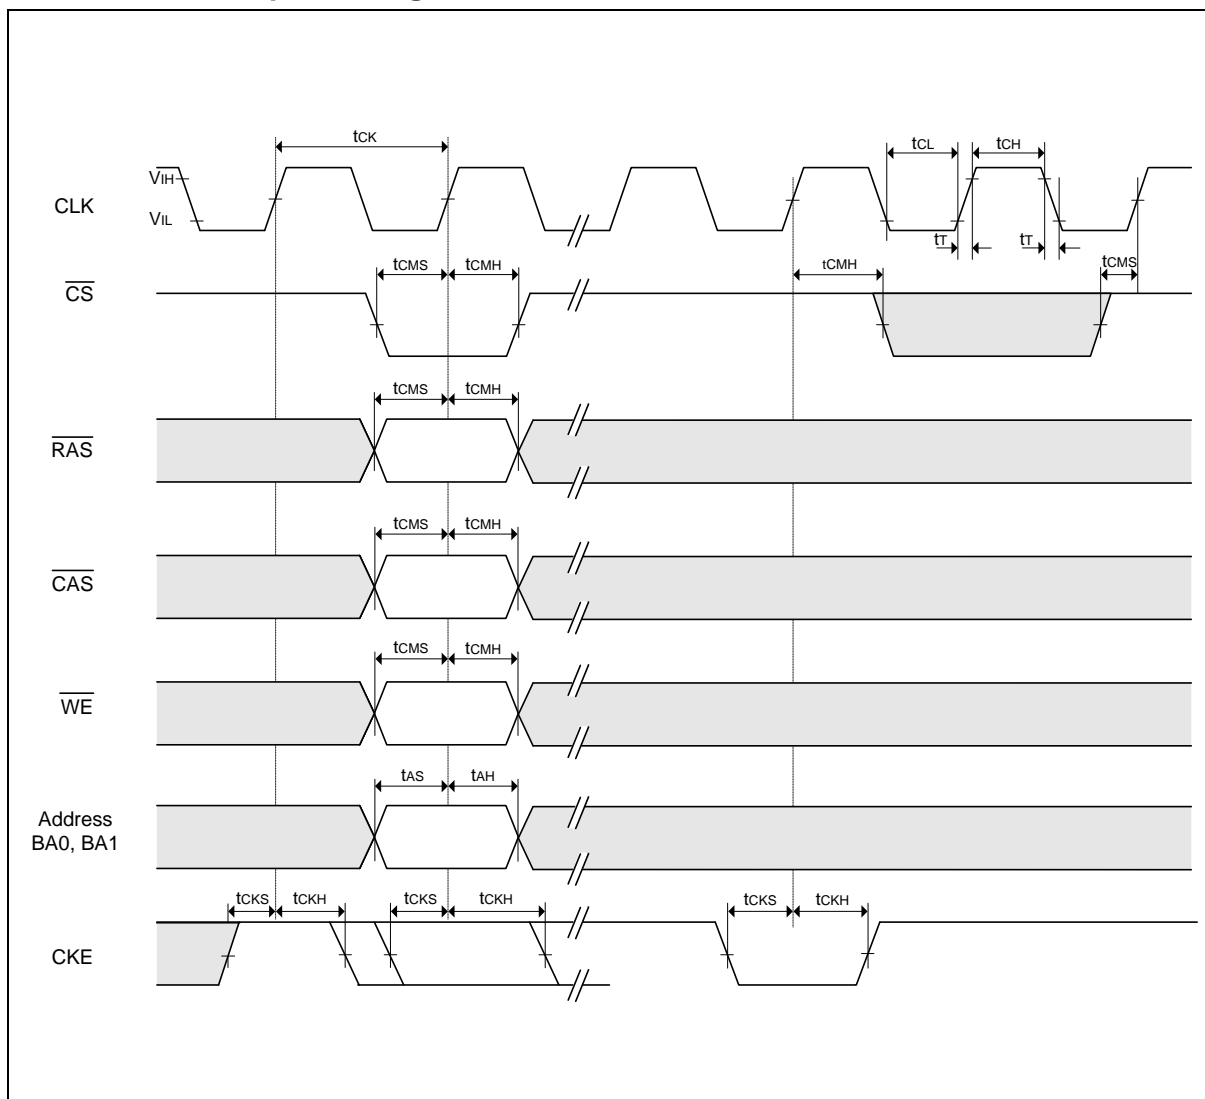 tCK
tCL
tCH
VIH
CLK
VIL
tT
tT
tCMS
tCMH
tCMH
tCMS
CS
tCMS
tCMH
RAS
tCMS
tCMH
CAS
tCMS
tCMH
WE
tAS
tAH
Address
BA0, BA1
tCKS
tCKH
tCKS
tCKH
tCKS
tCKH
CKE